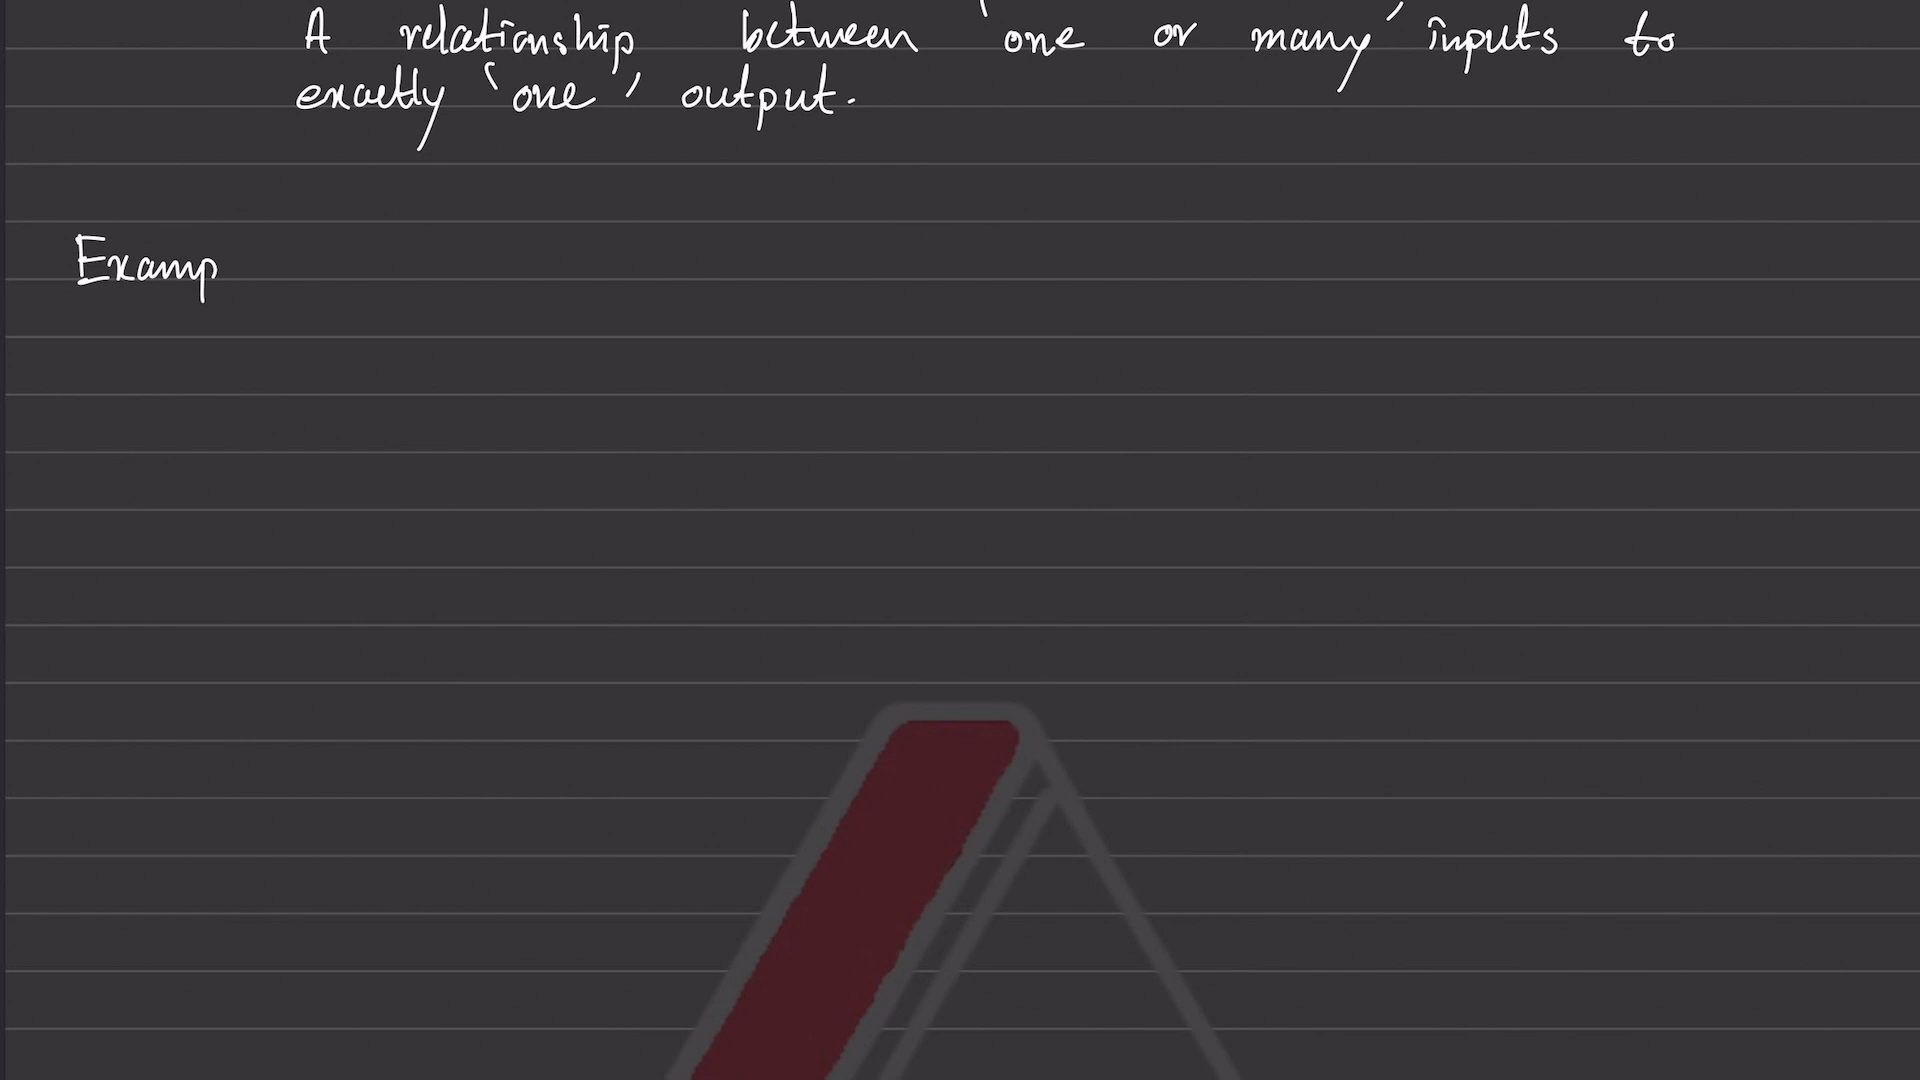 A relationship between 'one or many' inputs to
exactly 'one' output.
Examp